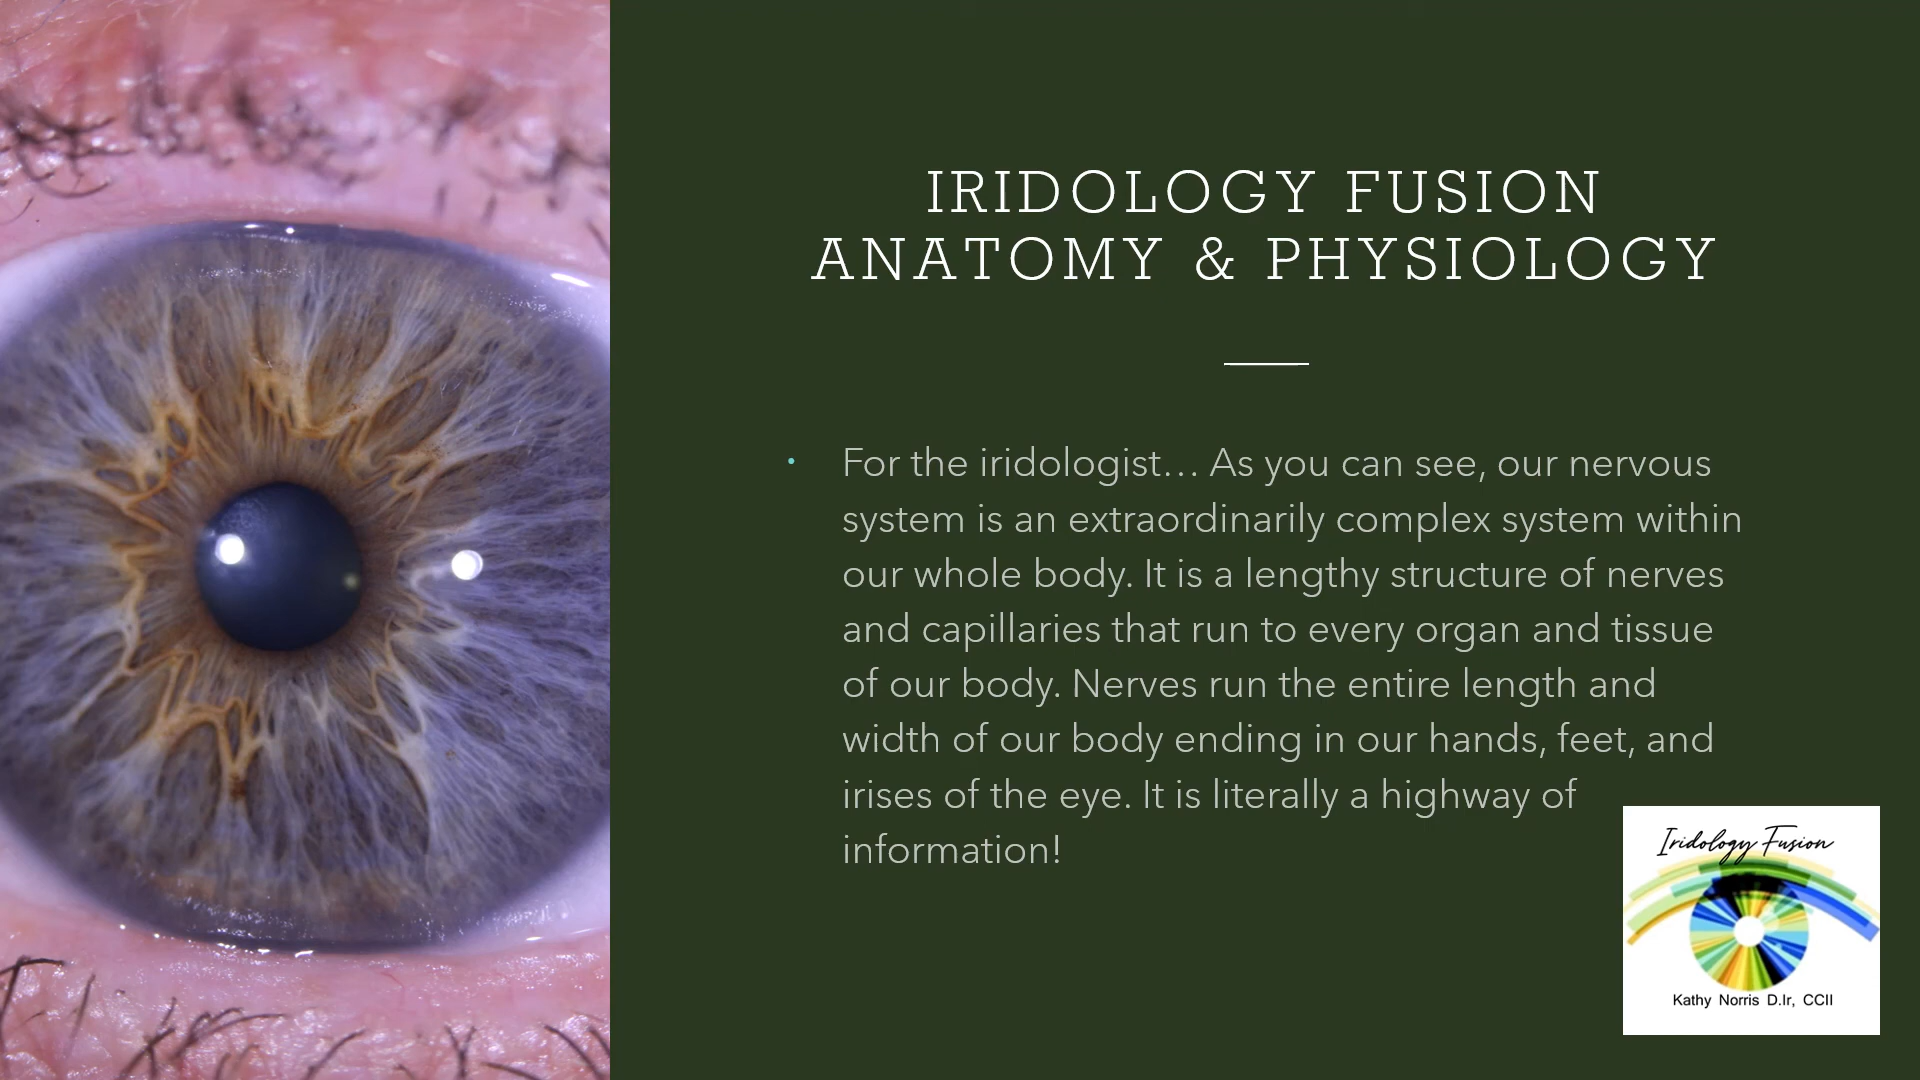 IRIDOLOGY FUSION
ANATOMY & PHYSIOLOGY
• For the iridologist… As you can see, our nervous
system is an extraordinarily complex system within
our whole body. It is a lengthy structure of nerves
and capillaries that run to every organ and tissue
of our body. Nerves run the entire length and
width of our body ending in our hands, feet, and
irises of the eye. It is literally a highway of
information!
Iridology Fusion
Kathy Norris D.Ir, CCII